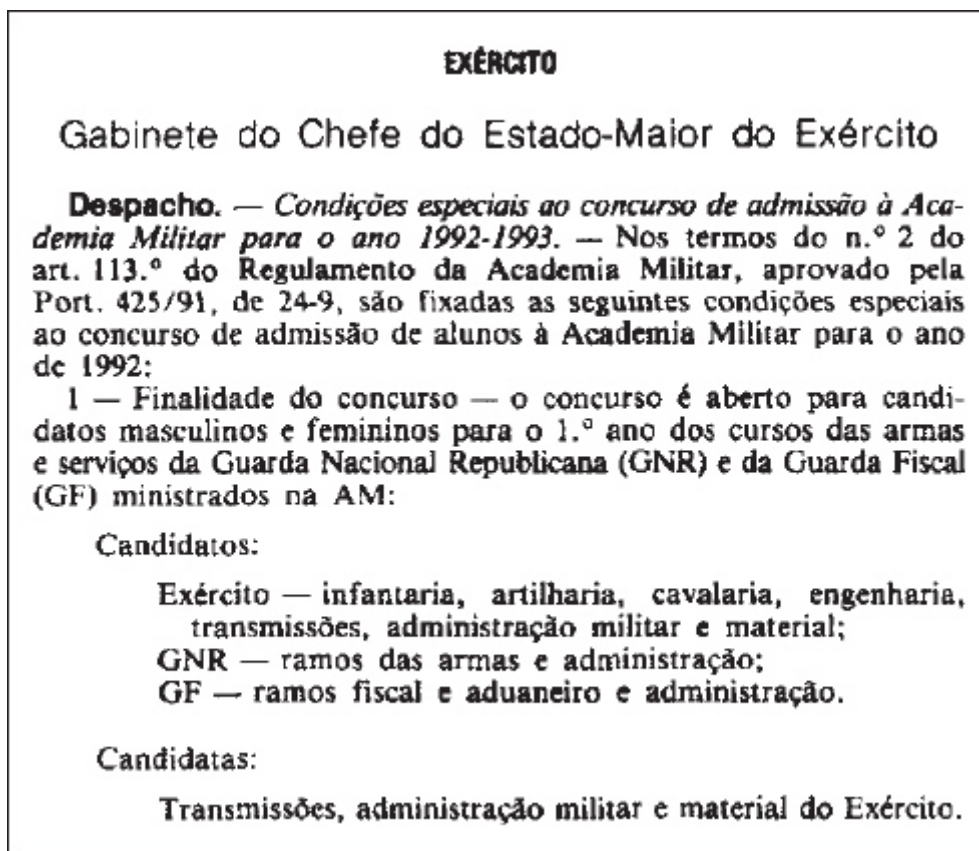 EXÉRCITO
Gabinete do Chefe do Estado-Maior do Exército
Despacho. — Condições especiais ao concurso de admissão à Aca-
demia Militar para o ano 1992-1993. — Nos termos do n.º 2 do
art. 113.º do Regulamento da Academia Militar, aprovado pela
Port. 425/91, de 24-9, são fixadas as seguintes condições especiais
ao concurso de admissão de alunos à Academia Militar para o ano
de 1992:
1 — Finalidade do concurso — o concurso é aberto para candi-
datos masculinos e femininos para o 1.º ano dos cursos das armas
e serviços da Guarda Nacional Republicana (GNR) e da Guarda Fiscal
(GF) ministrados na AM:
Candidatos:
Exército — infantaria, artilharia, cavalaria, engenharia,
transmissões, administração militar e material;
GNR — ramos das armas e administração;
GF — ramos fiscal e aduaneiro e administração.
Candidatas:
Transmissões, administração militar e material do Exército.